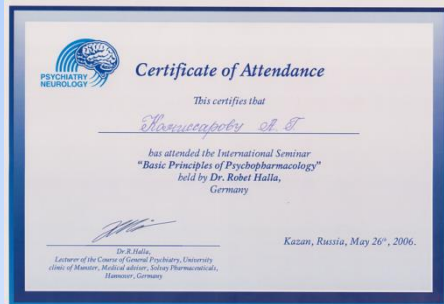 PSYCHIATRY
NEUROLOGY
Certificate of Attendance
This certifies that
Комиссарову А. Г
has attended the International Seminar
"Basic Principles of Psychopharmacology"
held by Dr. Robet Halla,
Germany
Dr.R.Halla,
Lecturer of the Course of General Psychiatry, University
clinic of Munster, Medical adviser, Solvay Pharmaceuticals,
Hannover, Germany
Kazan, Russia, May 26th, 2006.